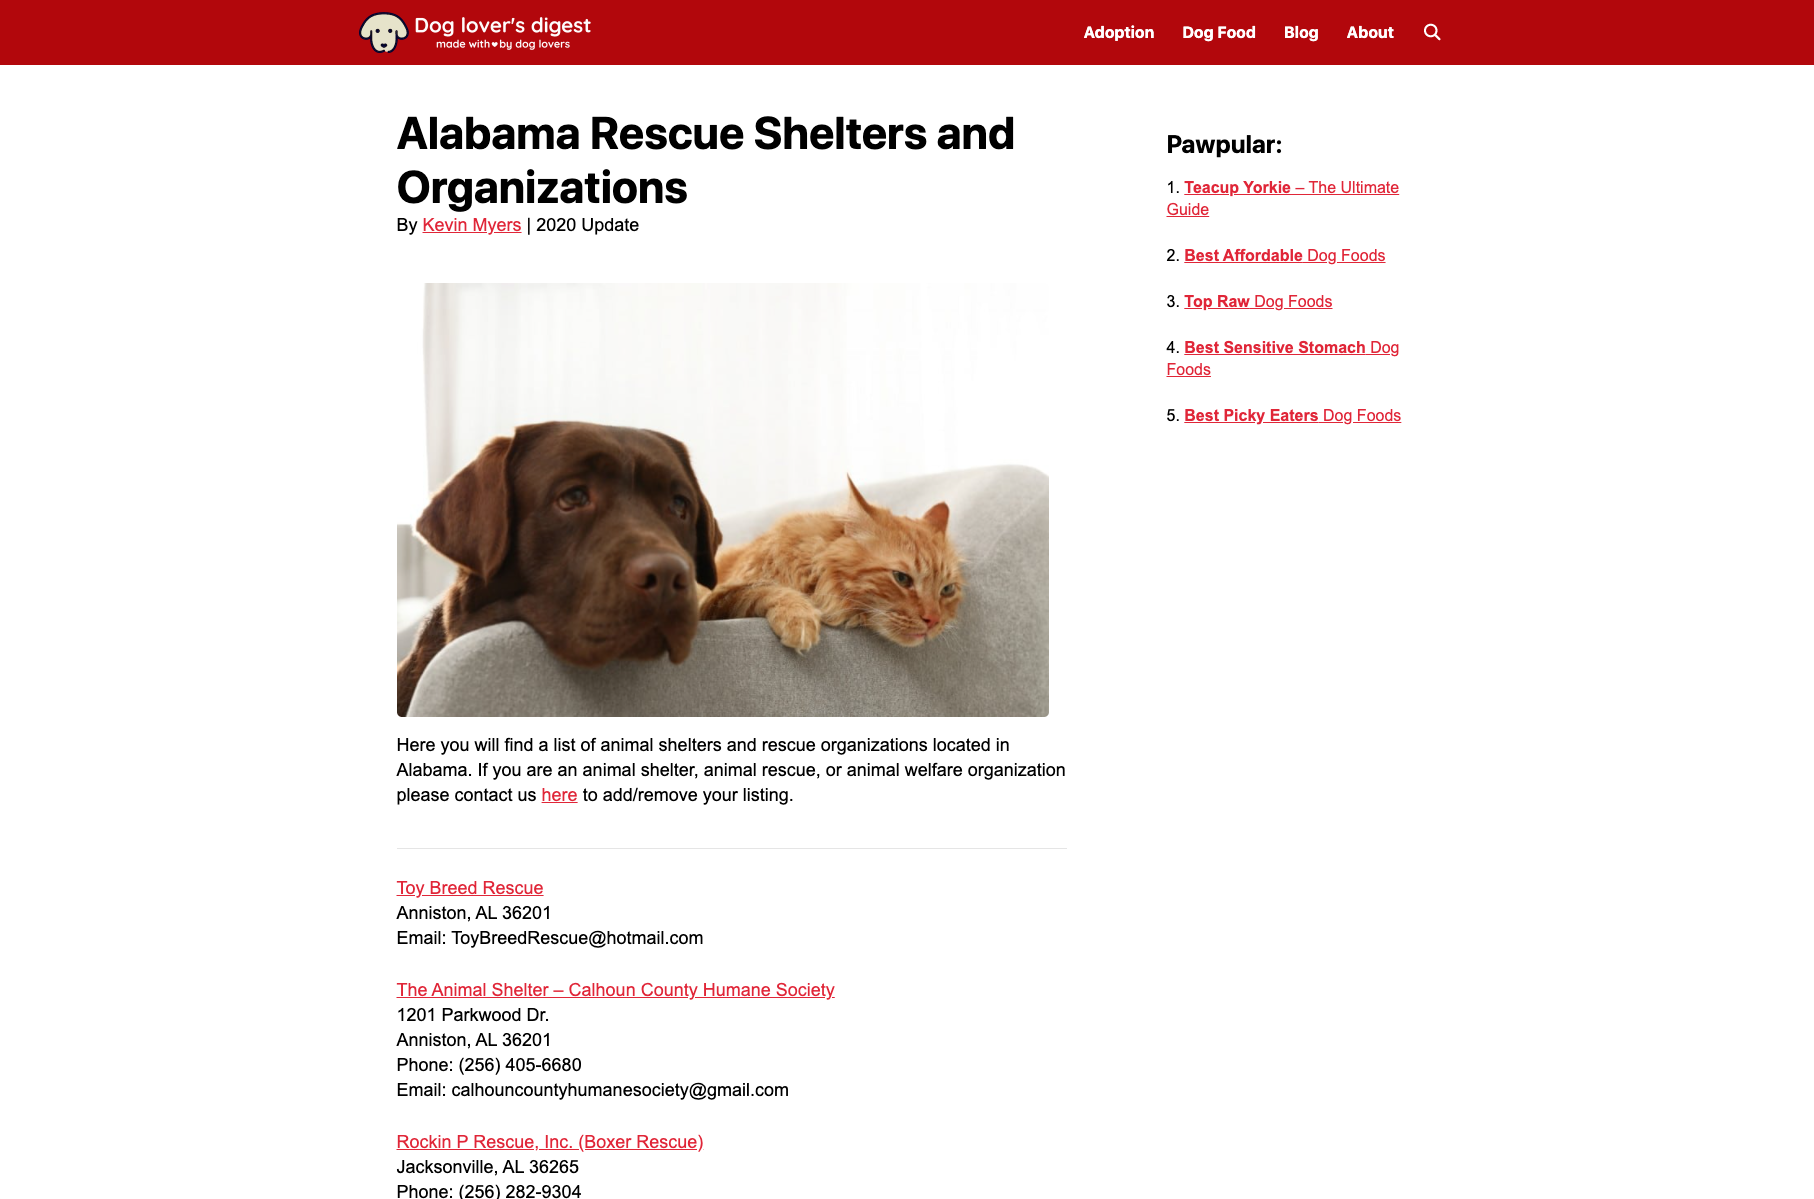 Dog lover's digest
made with♥by dog lovers
Adoption Dog Food Blog About
Alabama Rescue Shelters and
Organizations
By Kevin Myers | 2020 Update
Here you will find a list of animal shelters and rescue organizations located in
Alabama. If you are an animal shelter, animal rescue, or animal welfare organization
please contact us here to add/remove your listing.
Toy Breed Rescue
Anniston, AL 36201
Email: ToyBreedRescue@hotmail.com
The Animal Shelter – Calhoun County Humane Society
1201 Parkwood Dr.
Anniston, AL 36201
Phone: (256) 405-6680
Email: calhouncountyhumanesociety@gmail.com
Rockin P Rescue, Inc. (Boxer Rescue)
Jacksonville, AL 36265
Phone: (256) 282-9304
Pawpular:
1. Teacup Yorkie – The Ultimate
Guide
2. Best Affordable Dog Foods
3. Top Raw Dog Foods
4. Best Sensitive Stomach Dog
Foods
5. Best Picky Eaters Dog Foods